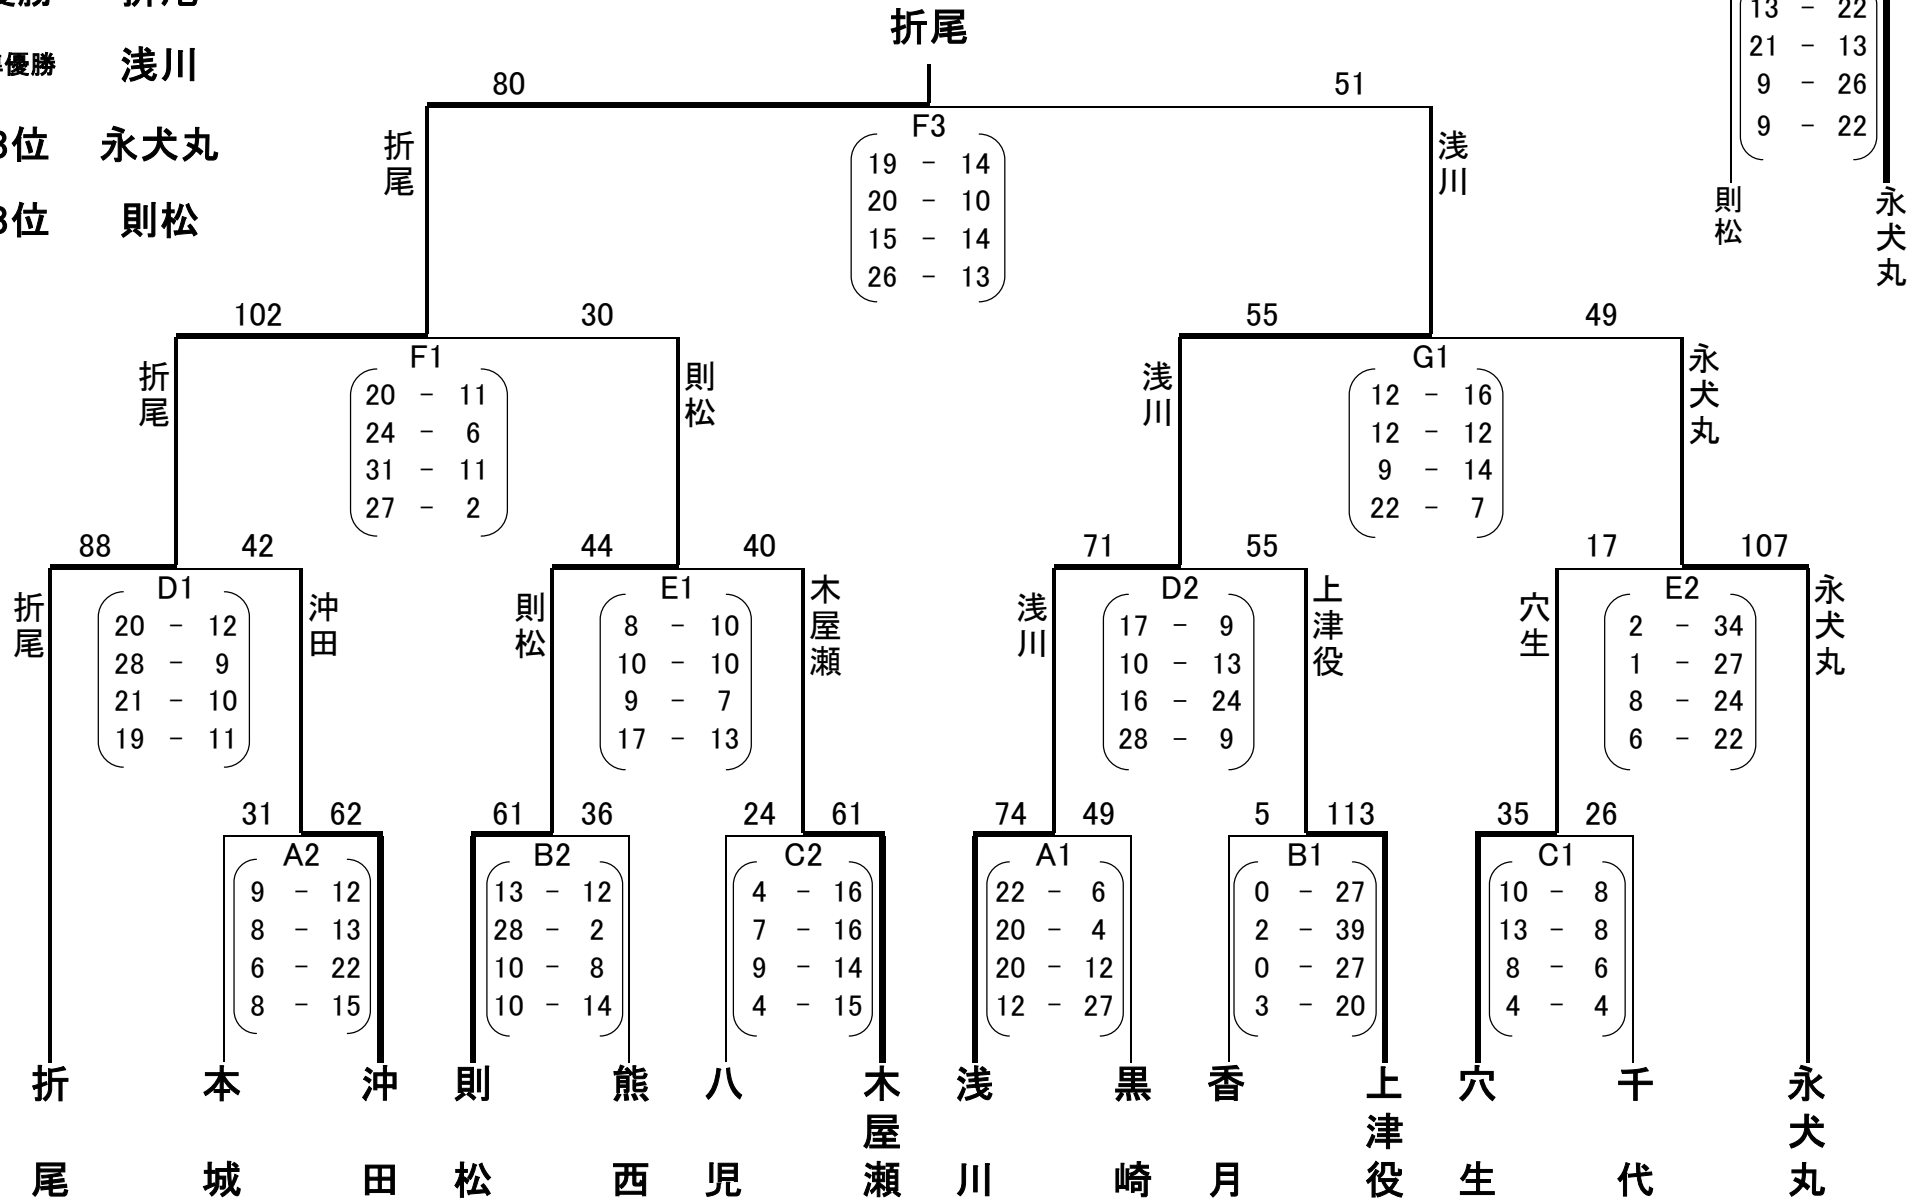 折尾
浅川
永犬丸
則松
優勝
準優勝
3位
3位
折尾
80 51
折尾
浅川
F3
19 - 14
20 - 10
15 - 14
26 - 13
13 - 22
21 - 13
9 - 26
9 - 22
則松
永犬丸
102 30
折尾
則松
F1
20 - 11
24 - 6
31 - 11
27 - 2
55 49
浅川
永犬丸
G1
12 - 16
12 - 12
9 - 14
22 - 7
88 42
折尾
沖田
D1
20 - 12
28 - 9
21 - 10
19 - 11
44 40
則松
木屋瀬
E1
8 - 10
10 - 10
9 - 7
17 - 13
71 55
浅川
上津役
D2
17 - 9
10 - 13
16 - 24
28 - 9
17 107
穴生
永犬丸
E2
2 - 34
1 - 27
8 - 24
6 - 22
31 62
A2
9 - 12
8 - 13
6 - 22
8 - 15
61 36
B2
13 - 12
28 - 2
10 - 8
10 - 14
24 61
C2
4 - 16
7 - 16
9 - 14
4 - 15
74 49
A1
22 - 6
20 - 4
20 - 12
12 - 27
5 113
B1
0 - 27
2 - 39
0 - 27
3 - 20
35 26
C1
10 - 8
13 - 8
8 - 6
4 - 4
折尾
本城
沖田
則松
熊西
八児
木屋瀬
浅川
黒崎
香月
上津役
穴生
千代
永犬丸